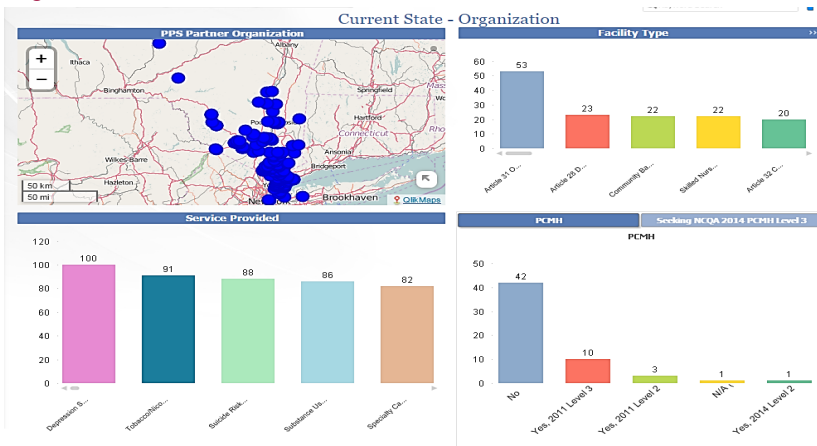 Current State - Organization
PPS Partner Organization
+
−
Ithaca
Albany
Binghamton
Springfield
Hartford
Connecticut
Wilkes-Barre
Ansonia
Bridgeport
Hazleton
50 km
50 mi
Brookhaven
QlikMaps
Facility Type
>>
60
50
40
30
20
10
0
53
23
22
22
20
Article 31 O...
Article 28 D...
Community Ba...
Skilled Nurs...
Article 32 C...
Service Provided
120
100
80
60
40
20
0
100
91
88
86
82
Depression S...
Tobacco/Nico...
Suicide Risk...
Substance Us...
Specialty Ca...
PCMH
Seeking NCQA 2014 PCMH Level 3
PCMH
50
40
30
20
10
0
42
10
3
1
1
No
Yes, 2011 Level 3
Yes, 2011 Level 2
N/A
Yes, 2014 Level 2